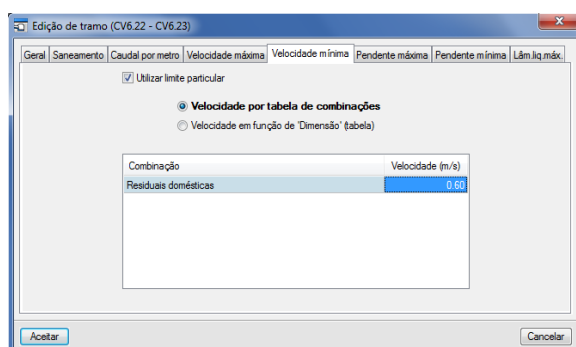 Edição de tramo (CV6.22 - CV6.23)
Geral Saneamento Caudal por metro Velocidade máxima Velocidade mínima Pendente máxima Pendente mínima Lâm.liq.máx.
Utilizar limite particular
Velocidade por tabela de combinações
Velocidade em função de 'Dimensão' (tabela)
Combinação Velocidade (m/s)
Residuais domésticas 0.60
Aceitar Cancelar